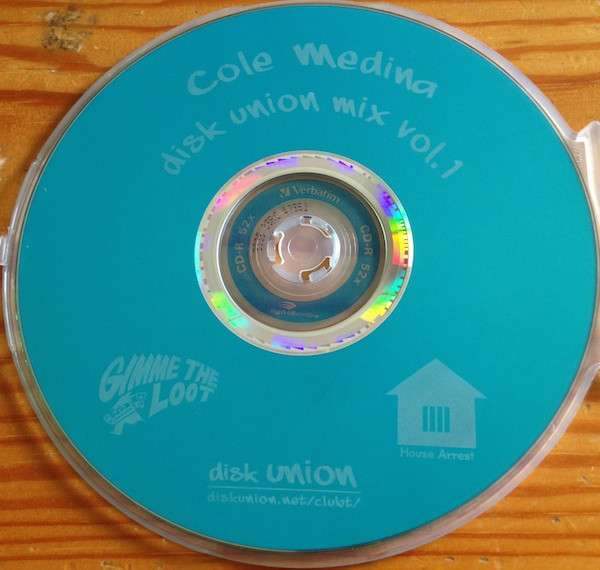 Cole Medina
disk union mix vol.1
Verbatim
CD-R 52x
CD-R 52x
GIMME THE
LOOT
House Arrest
disk union
diskunion.net/clubt/